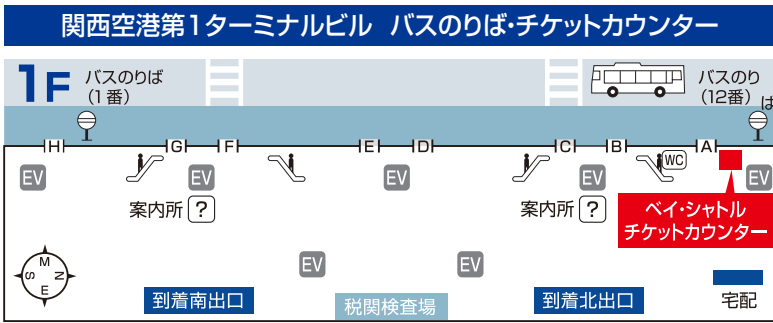 関西空港第1ターミナルビル バスのりば・チケットカウンター
1F
バスのりば
(1番)
バスのり
(12番)
ば
H
G
F
E
D
C
B
A
WC
EV
EV
EV
EV
EV
案内所 ?
案内所 ?
ベイ・シャトル
チケットカウンター
EV
EV
M
S
N
E
到着南出口
税関検査場
到着北出口
宅配